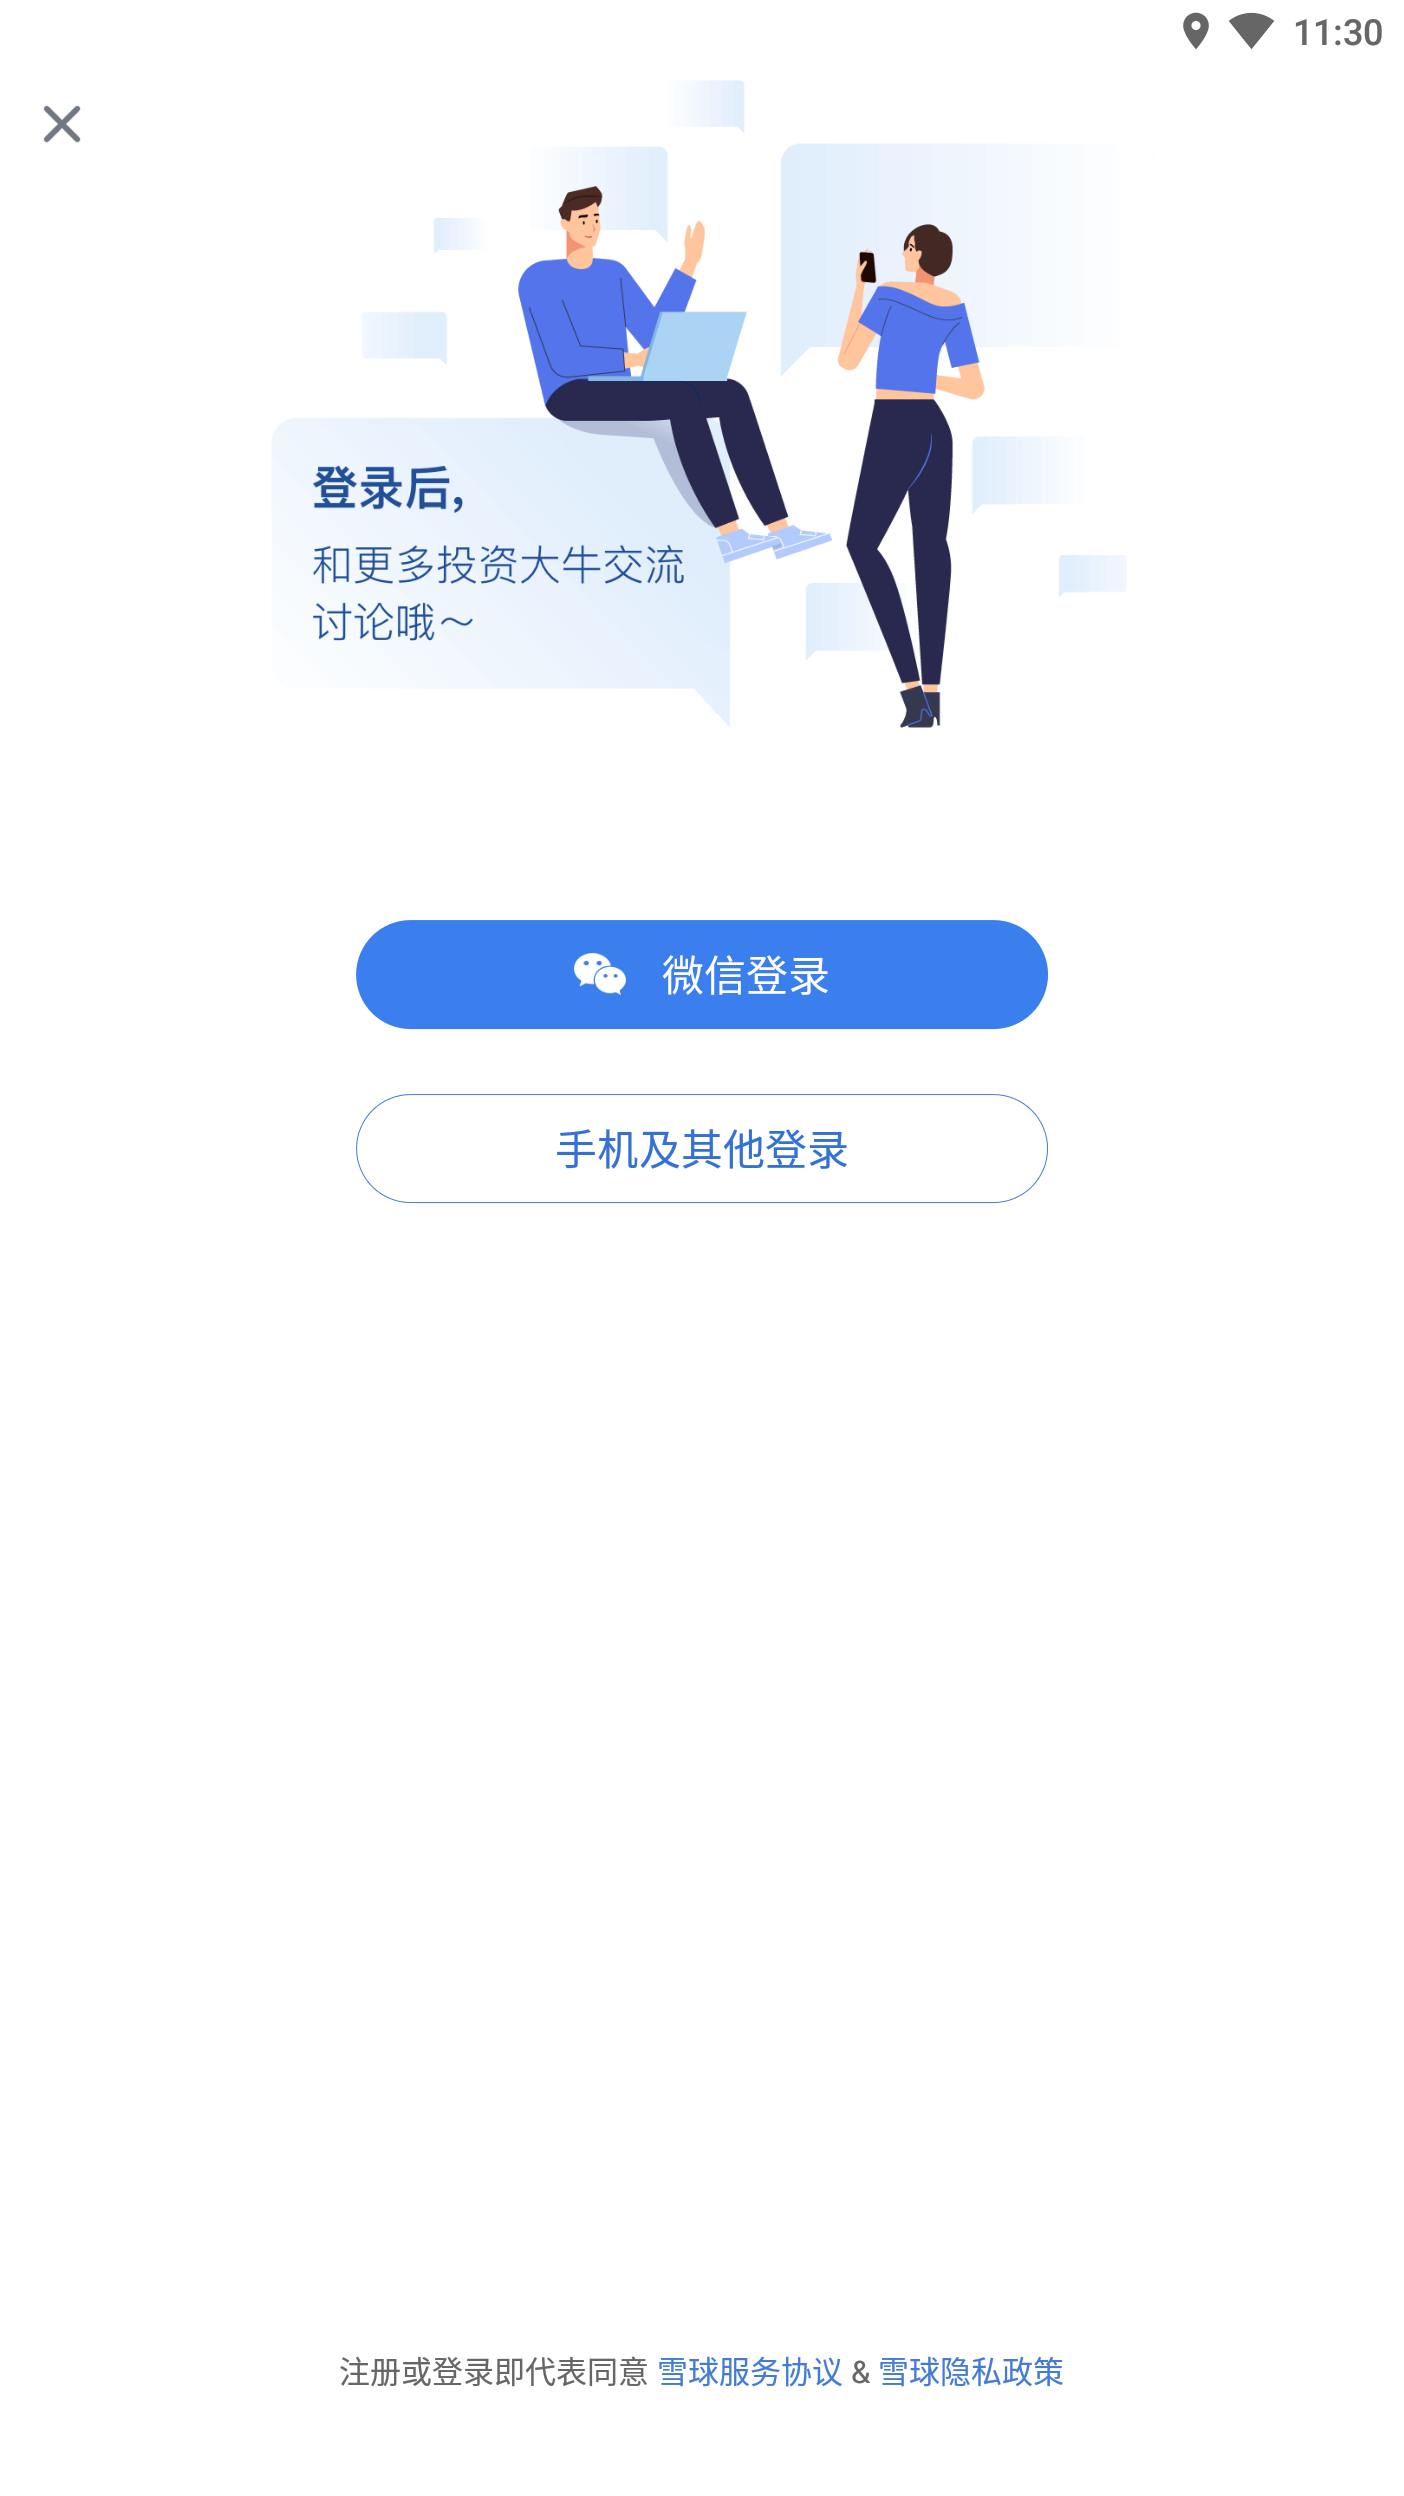 11:30
登录后,
和更多投资大牛交流
讨论哦～
微信登录
手机及其他登录
注册或登录即代表同意 雪球服务协议 & 雪球隐私政策